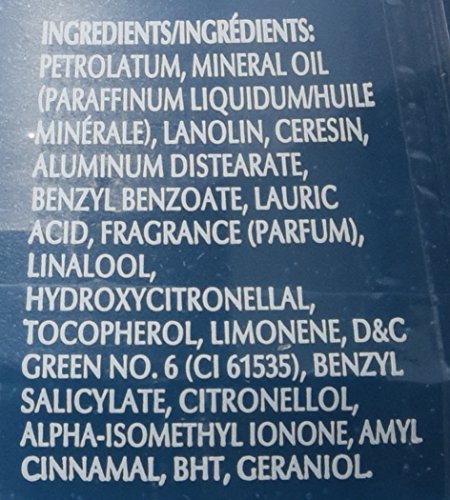 INGREDIENTS/INGRÉDIENTS:
PETROLATUM, MINERAL OIL
(PARAFFINUM LIQUIDUM/HUILE
MINÉRALE), LANOLIN, CERESIN,
ALUMINUM DISTEARATE,
BENZYL BENZOATE, LAURIC
ACID, FRAGRANCE (PARFUM),
LINALOOL,
HYDROXYCITRONELLAL,
TOCOPHEROL, LIMONENE, D&C
GREEN NO. 6 (CI 61535), BENZYL
SALICYLATE, CITRONELLOL,
ALPHA-ISOMETHYL IONONE, AMYL
CINNAMAL, BHT, GERANIOL.